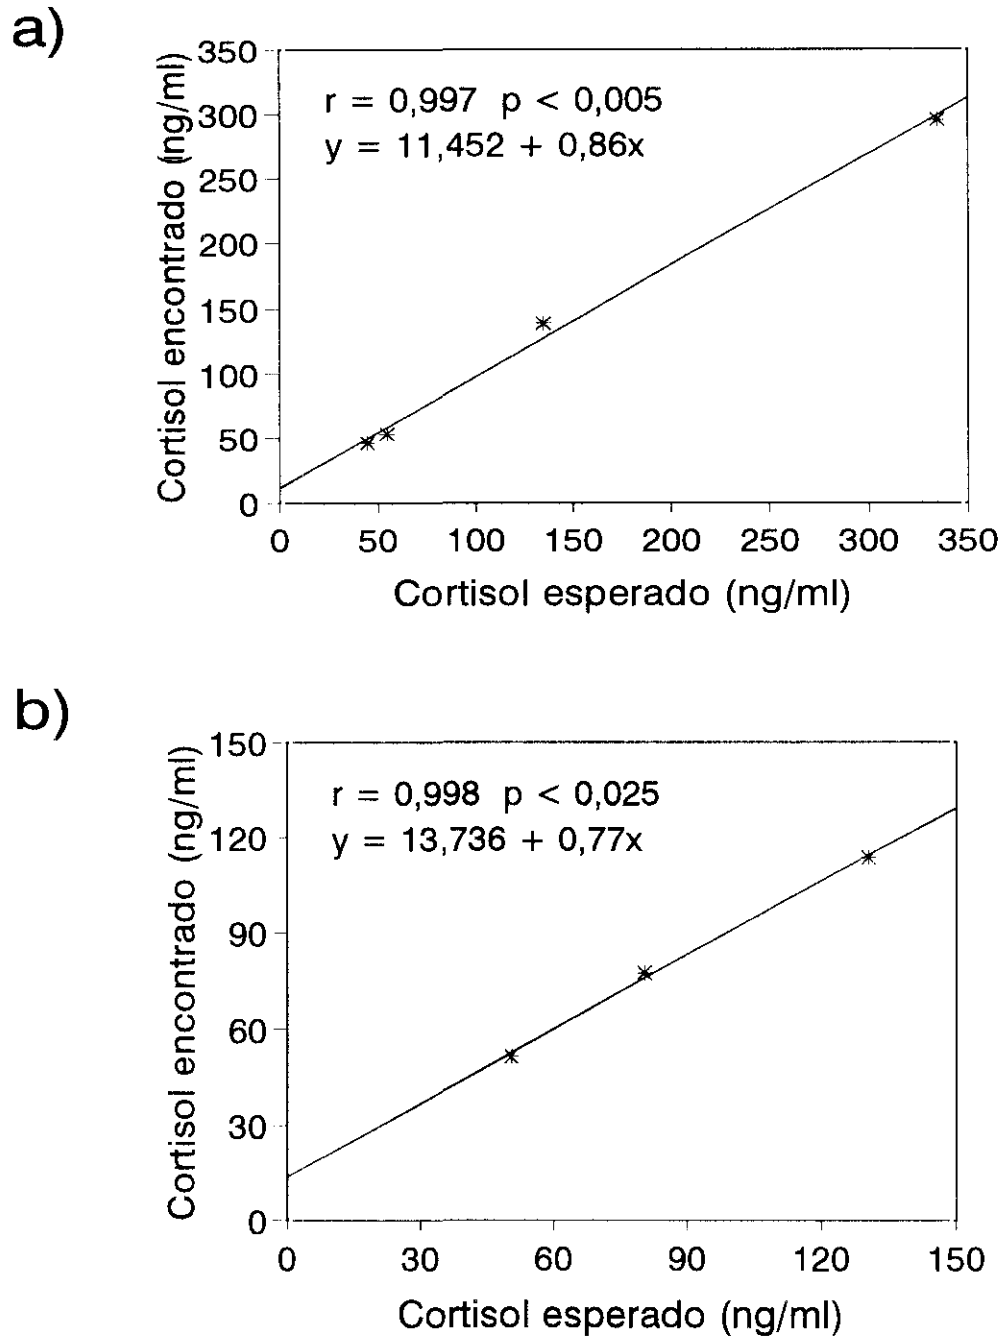 a)
Cortisol encontrado (ng/ml)
350
300
250
200
150
100
50
0
r = 0,997 p < 0,005
y = 11,452 + 0,86x
0 50 100 150 200 250 300 350
Cortisol esperado (ng/ml)
b)
Cortisol encontrado (ng/ml)
150
120
90
60
30
0
r = 0,998 p < 0,025
y = 13,736 + 0,77x
0 30 60 90 120 150
Cortisol esperado (ng/ml)